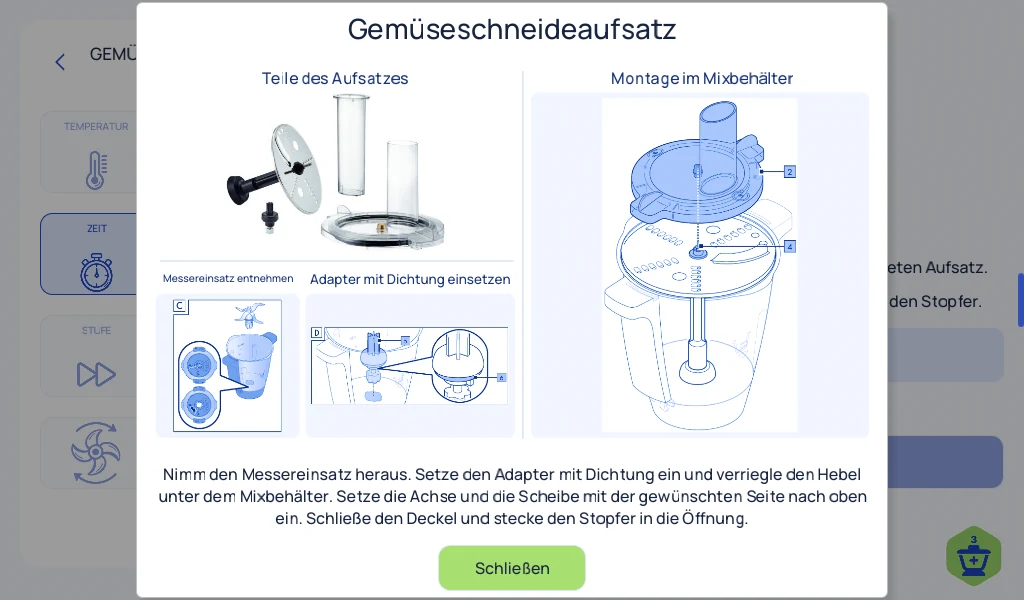 Gemüseschneideaufsatz
GEMÜ
Teile des Aufsatzes
Montage im Mixbehälter
TEMPERATUR
2
4
ZEIT
eten Aufsatz.
Messereinsatz entnehmen
Adapter mit Dichtung einsetzen
den Stopfer.
C
D
5
6
STUFE
Nimm den Messereinsatz heraus. Setze den Adapter mit Dichtung ein und verriegle den Hebel
unter dem Mixbehälter. Setze die Achse und die Scheibe mit der gewünschten Seite nach oben
ein. Schließe den Deckel und stecke den Stopfer in die Öffnung.
3
Schließen